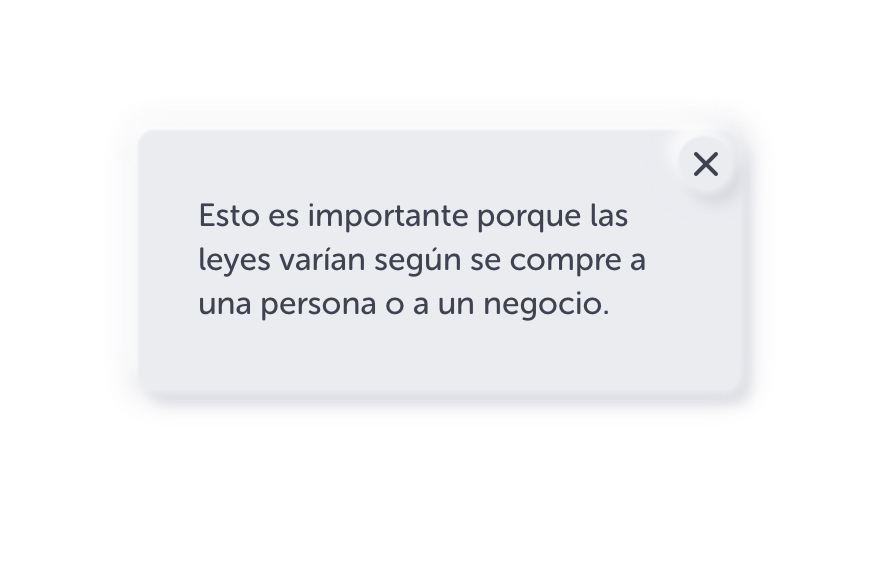 Esto es importante porque las
leyes varían según se compre a
una persona o a un negocio.